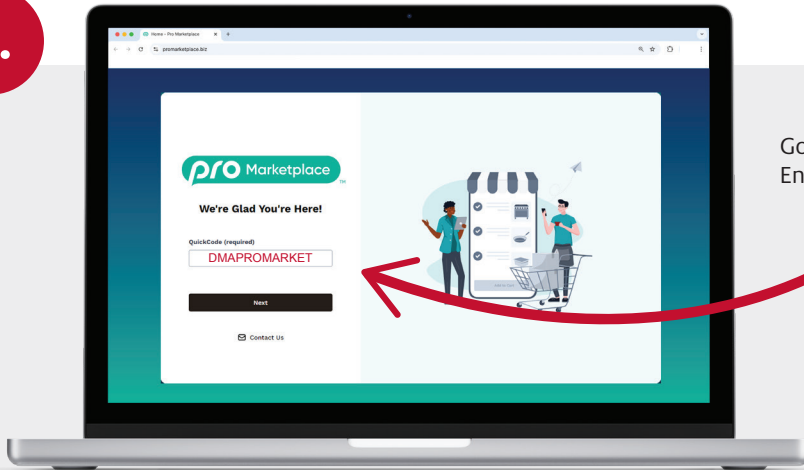 Home - Pro Marketplace
promarketplace.biz
pro Marketplace™
We're Glad You're Here!
QuickCode (required)
DMAPROMARKET
Next
Contact Us
Go
En